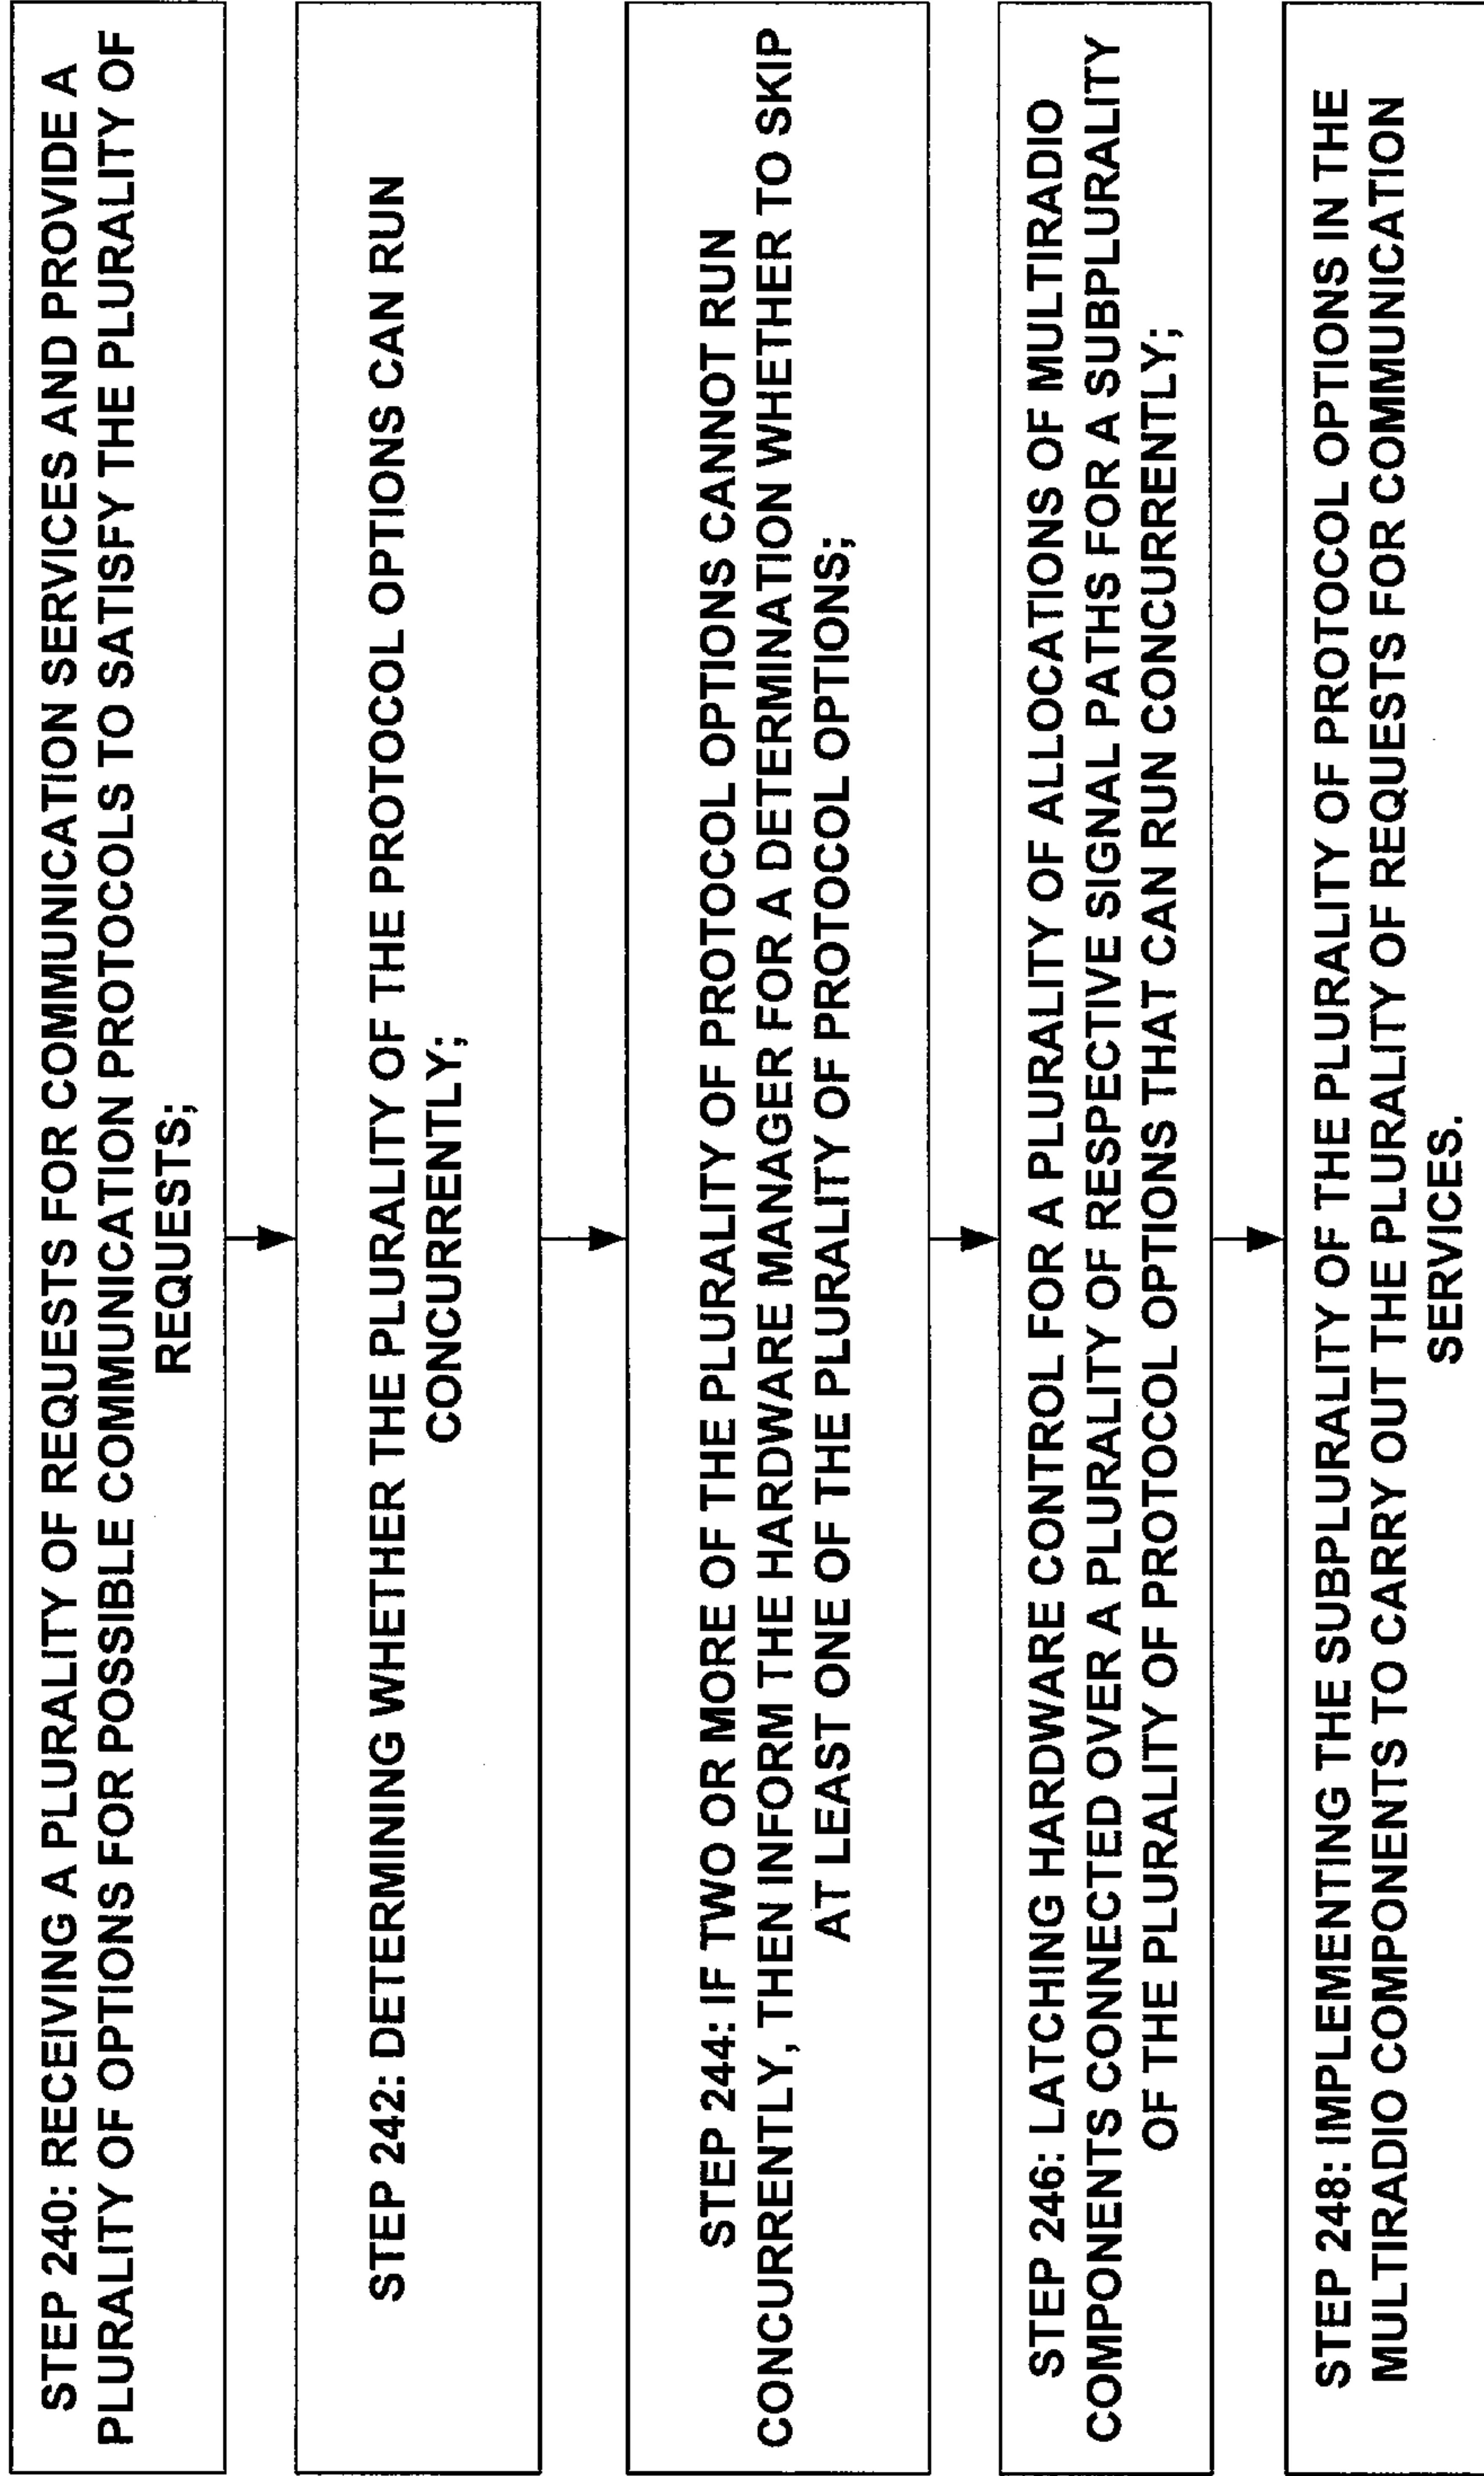 STEP 240: RECEIVING A PLURALITY OF REQUESTS FOR COMMUNICATION SERVICES AND PROVIDE A
PLURALITY OF OPTIONS FOR POSSIBLE COMMUNICATION PROTOCOLS TO SATISFY THE PLURALITY OF
REQUESTS;
STEP 242: DETERMINING WHETHER THE PLURALITY OF THE PROTOCOL OPTIONS CAN RUN
CONCURRENTLY;
STEP 244: IF TWO OR MORE OF THE PLURALITY OF PROTOCOL OPTIONS CANNOT RUN
CONCURRENTLY, THEN INFORM THE HARDWARE MANAGER FOR A DETERMINATION WHETHER TO SKIP
AT LEAST ONE OF THE PLURALITY OF PROTOCOL OPTIONS;
STEP 246: LATCHING HARDWARE CONTROL FOR A PLURALITY OF ALLOCATIONS OF MULTIRADIO
COMPONENTS CONNECTED OVER A PLURALITY OF RESPECTIVE SIGNAL PATHS FOR A SUBPLURALITY
OF THE PLURALITY OF PROTOCOL OPTIONS THAT CAN RUN CONCURRENTLY;
STEP 248: IMPLEMENTING THE SUBPLURALITY OF THE PLURALITY OF PROTOCOL OPTIONS IN THE
MULTIRADIO COMPONENTS TO CARRY OUT THE PLURALITY OF REQUESTS FOR COMMUNICATION
SERVICES.